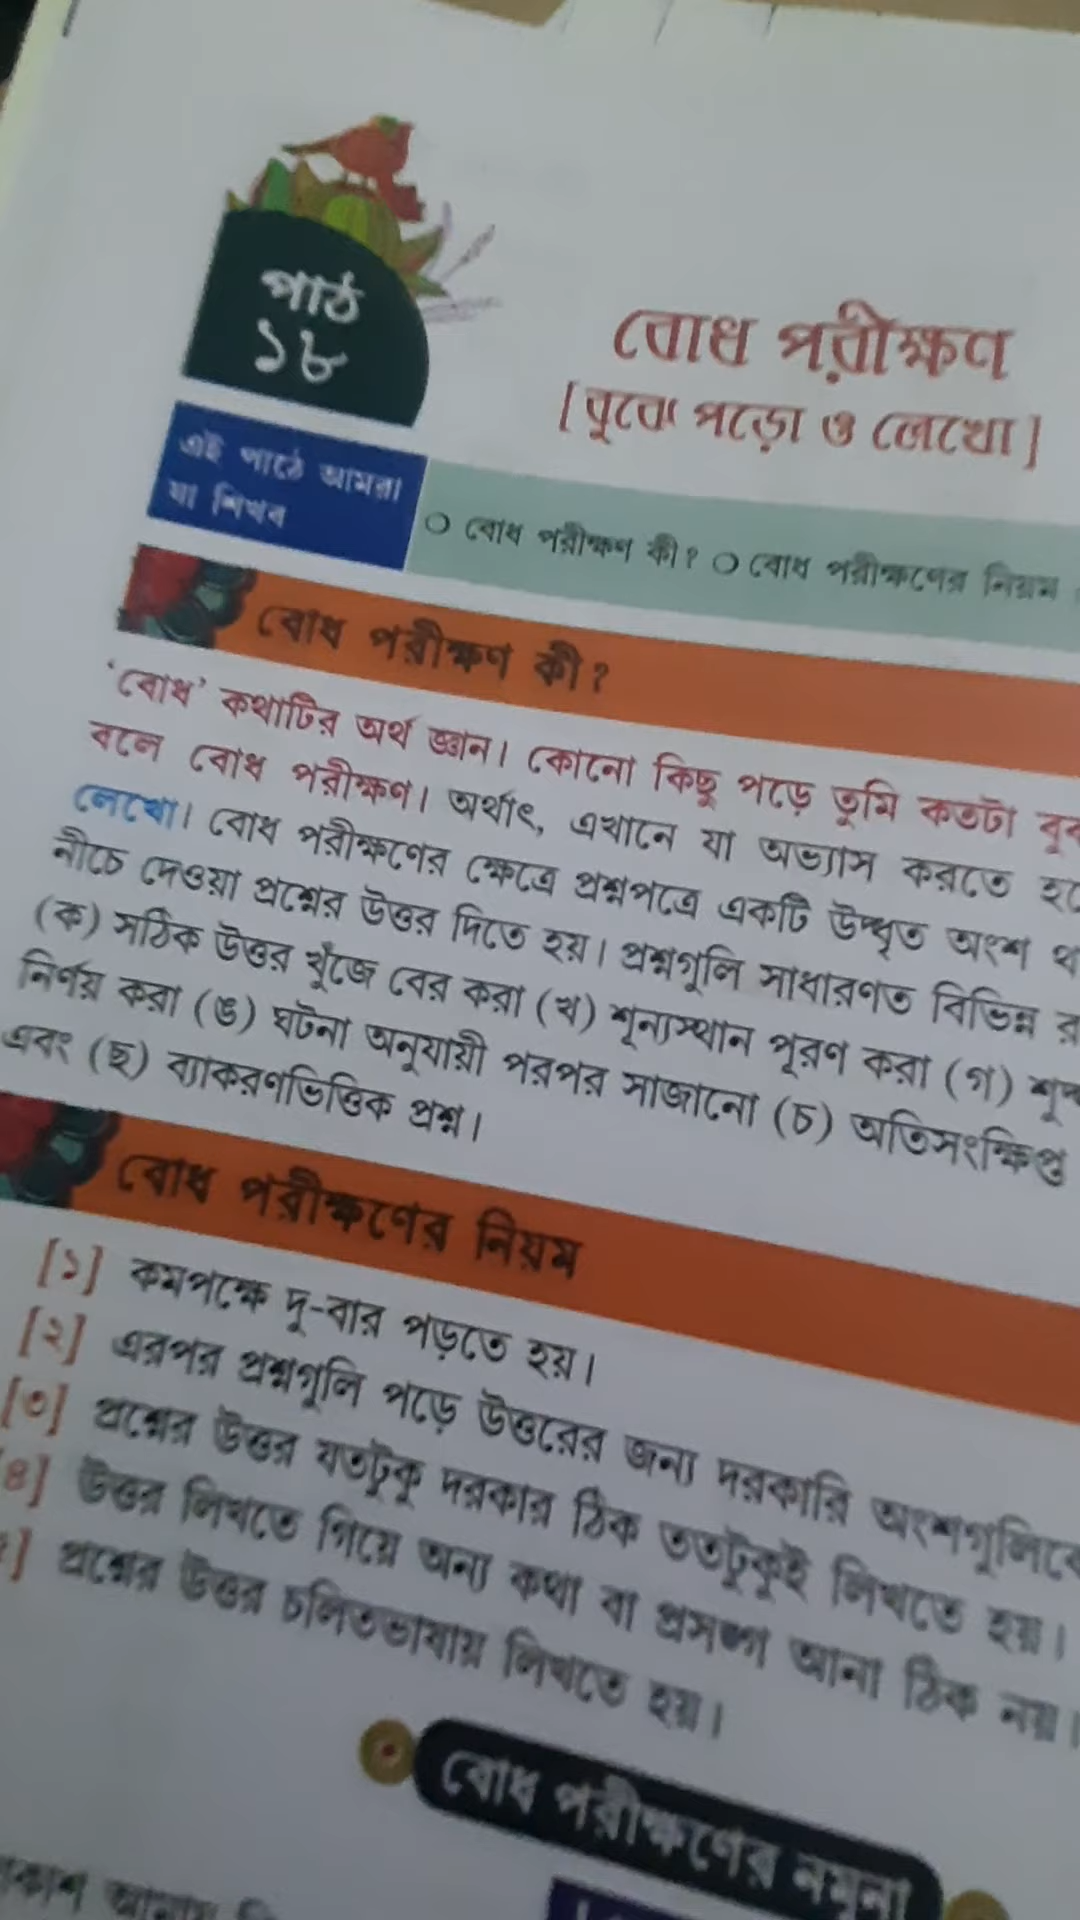 পাঠ
১৮
বোধ পরীক্ষণ
[বুঝে পড়ো ও লেখো]
এই পাঠে আমরা
যা শিখব
বোধ পরীক্ষণ কী? বোধ পরীক্ষণের নিয়ম
বোধ পরীক্ষণ কী?
'বোধ' কথাটির অর্থ জ্ঞান। কোনো কিছু পড়ে তুমি কতটা
বলে বোধ পরীক্ষণ। অর্থাৎ, এখানে যা অভ্যাস করতে
লেখো। বোধ পরীক্ষণের ক্ষেত্রে প্রশ্নপত্রে একটি উদ্ধৃত অংশ
নীচে দেওয়া প্রশ্নের উত্তর দিতে হয়। প্রশ্নগুলি সাধারণত বিভিন্ন
(ক) সঠিক উত্তর খুঁজে বের করা (খ) শূন্যস্থান পূরণ করা (গ)
নির্ণয় করা (ঙ) ঘটনা অনুযায়ী পরপর সাজানো (চ) অতিসংক্ষিপ্ত
এবং (ছ) ব্যাকরণভিত্তিক প্রশ্ন।
বোধ পরীক্ষণের নিয়ম
[১] কমপক্ষে দু-বার পড়তে হয়।
[২] এরপর প্রশ্নগুলি পড়ে উত্তরের জন্য দরকারি
[৩] প্রশ্নের উত্তর যতটুকু দরকার ঠিক ততটুকুই লিখতে হয়।
৪] উত্তর লিখতে গিয়ে অন্য কথা বা প্রসঙ্গ আনা ঠিক নয়।
প্রশ্নের উত্তর চলিতভাষায় লিখতে হয়।
বোধ পরীক্ষণের নমুনা